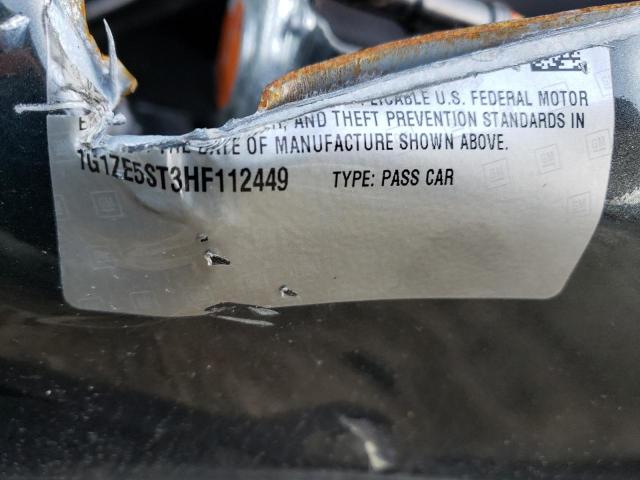 U.S. FEDERAL MOTOR
AND THEFT PREVENTION STANDARDS IN
DATE OF MANUFACTURE SHOWN ABOVE.
1G1ZE5ST3HF112449 TYPE: PASS CAR